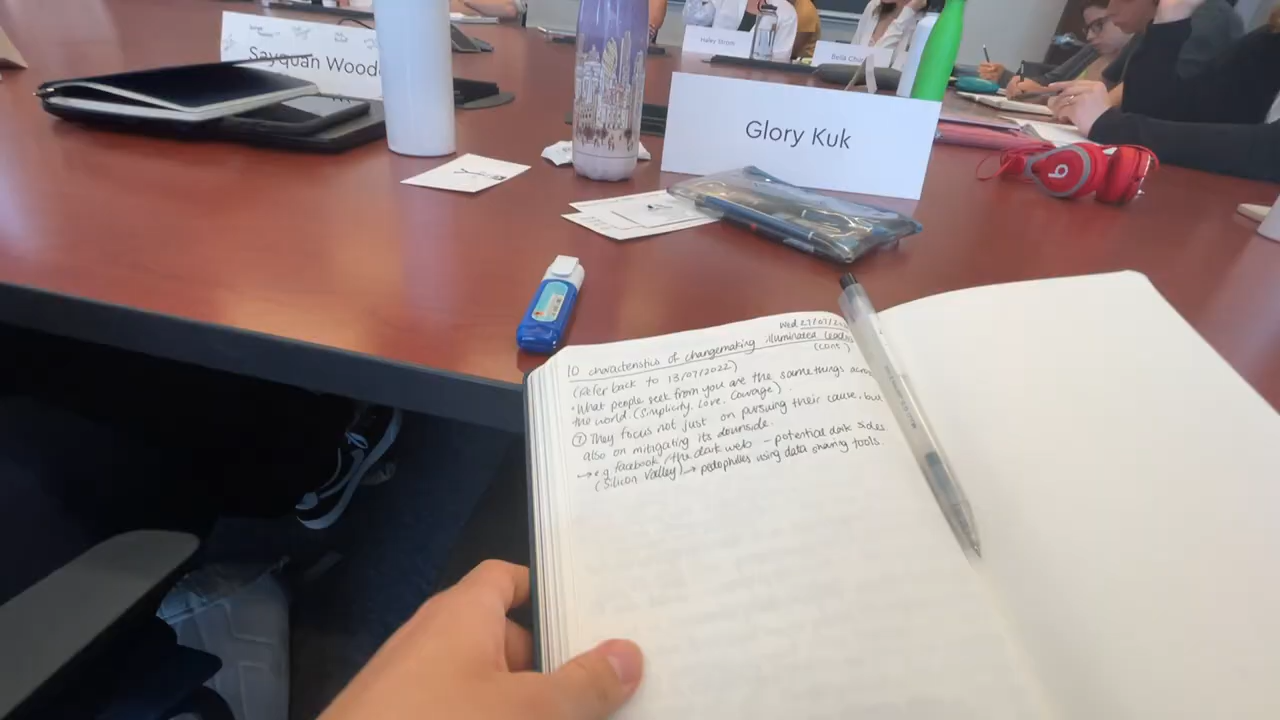 Sayquan Wood
Haley Strom
Bella
Glory Kuk
Wed 27/07/
10 characteristics of changemaking illuminated
(cont.)
(Refer back to 13/07/2022)
• What people seek from you are the same things
the world (Simplicity, Love, Courage).
⑦ They focus not just on pursuing their cause, but
also on mitigating its downside.
→ e.g. facebook / the dark web – potential dark sides
(Silicon Valley) → pedophiles using data sharing tools.